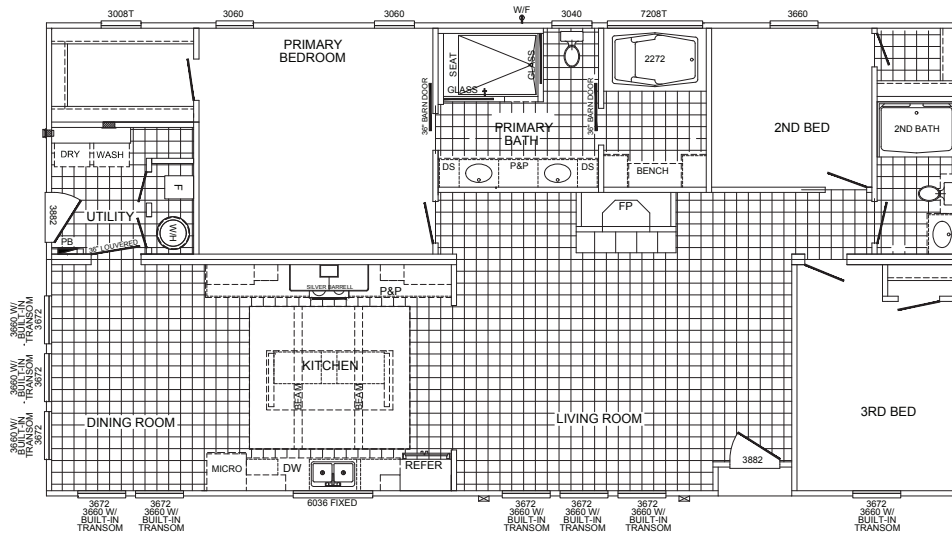 3008T
3060
3060
W/F
3040
7208T
3660
PRIMARY
BEDROOM
SEAT
GLASS
GLASS
36" BARN DOOR
36" BARN DOOR
2272
PRIMARY
BATH
2ND BED
2ND BATH
DRY
WASH
DS
P&P
DS
BENCH
F
3882
UTILITY
W/H
PB
36" LOUVERED
FP
SILVER BARRELL
P&P
3660 W/
BUILT-IN
TRANSOM
3672
3660 W/
BUILT-IN
TRANSOM
3672
3660 W/
BUILT-IN
TRANSOM
3672
KITCHEN
BEAM
BEAM
DINING ROOM
LIVING ROOM
3RD BED
MICRO
DW
REFER
3882
3672
3660 W/
BUILT-IN
TRANSOM
3672
3660 W/
BUILT-IN
TRANSOM
6036 FIXED
3672
3660 W/
BUILT-IN
TRANSOM
3672
3660 W/
BUILT-IN
TRANSOM
3672
3660 W/
BUILT-IN
TRANSOM
3672
3660 W/
BUILT-IN
TRANSOM